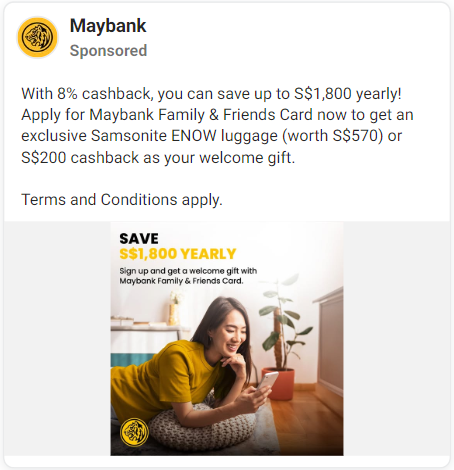 Maybank
Sponsored
With 8% cashback, you can save up to S$1,800 yearly!
Apply for Maybank Family & Friends Card now to get an
exclusive Samsonite ENOW luggage (worth S$570) or
S$200 cashback as your welcome gift.
Terms and Conditions apply.
SAVE
S$1,800 YEARLY
Sign up and get a welcome gift with
Maybank Family & Friends Card.